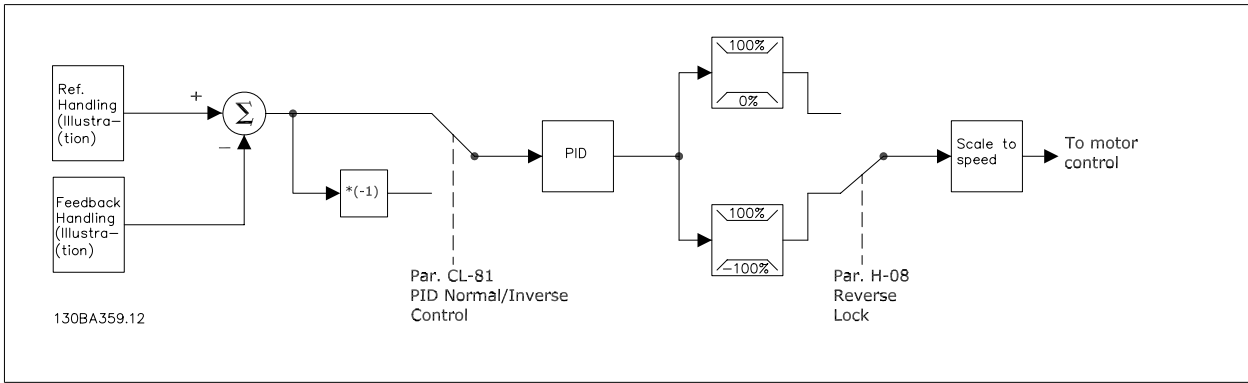 Ref.
Handling
(Illustra-
(tion)
+
Σ
–
Feedback
Handling
(Illustra-
(tion)
*(-1)
Par. CL-81
PID Normal/Inverse
Control
PID
100%
0%
100%
-100%
Par. H-08
Reverse
Lock
Scale to
speed
To motor
control
130BA359.12